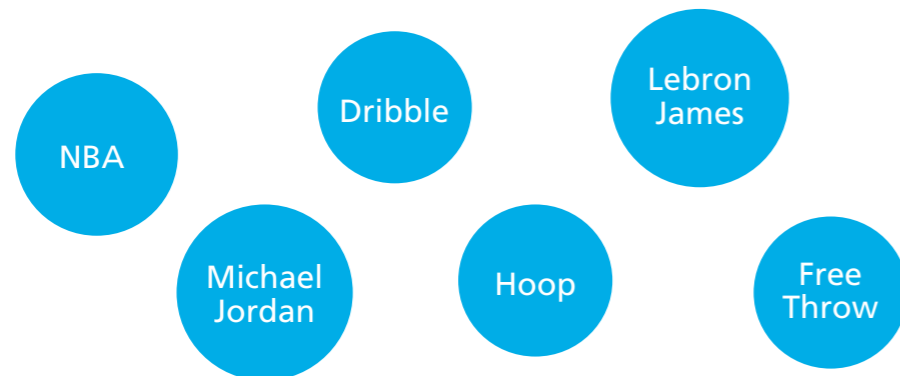 NBA
Dribble
Lebron
James
Michael
Jordan
Hoop
Free
Throw